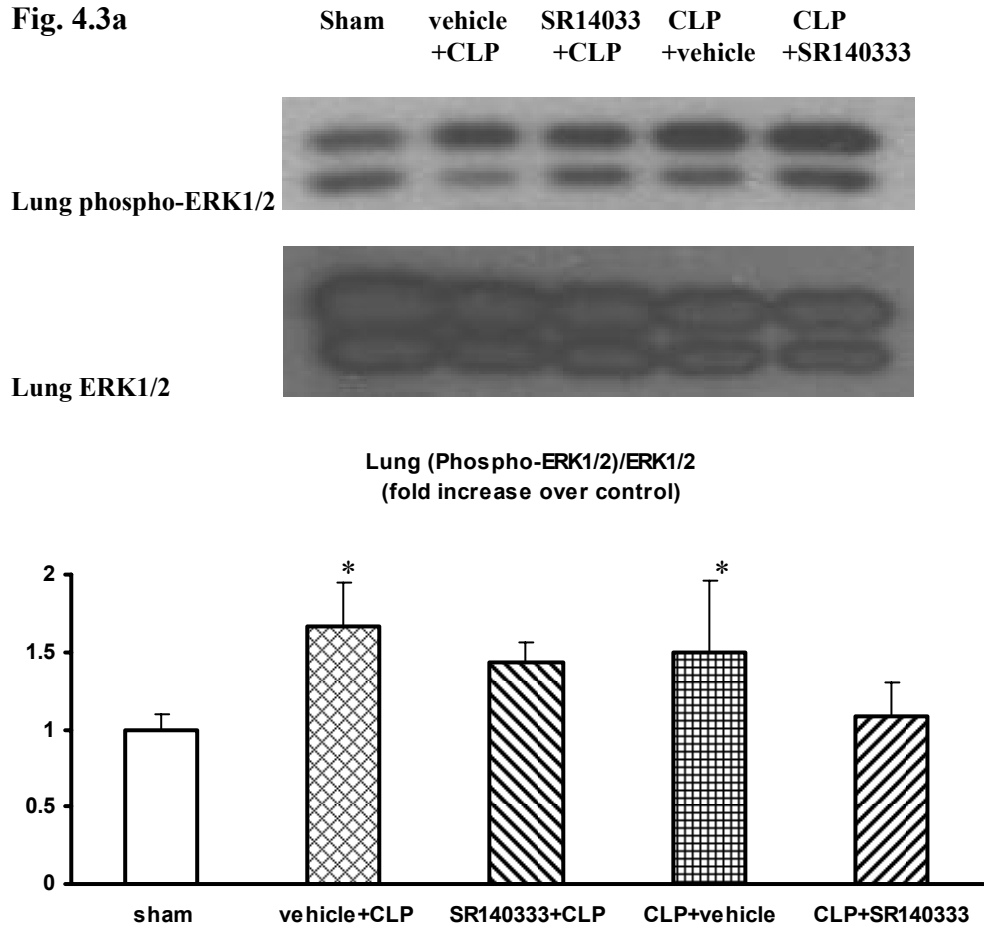 Fig. 4.3a
Sham vehicle SR14033 CLP CLP
+CLP +CLP +vehicle +SR140333
Lung phospho-ERK1/2
Lung ERK1/2
Lung (Phospho-ERK1/2)/ERK1/2
(fold increase over control)
* *
2
1.5
1
0.5
0
sham vehicle+CLP SR140333+CLP CLP+vehicle CLP+SR140333